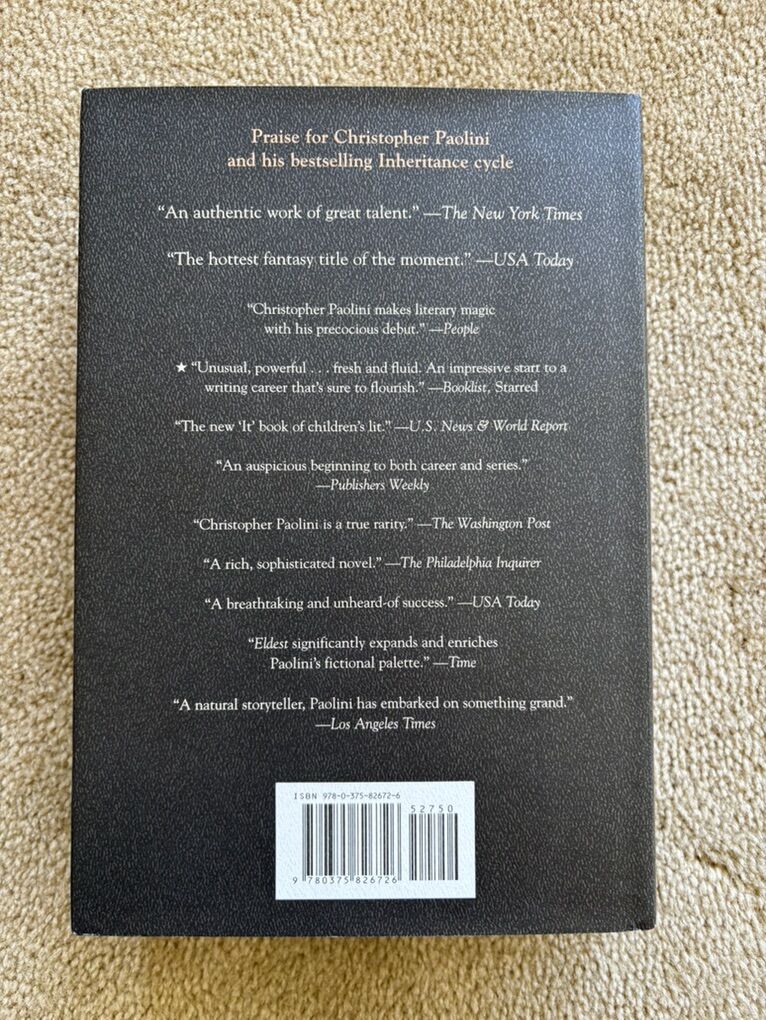 Praise for Christopher Paolini
and his bestselling Inheritance cycle
“An authentic work of great talent.” —The New York Times
“The hottest fantasy title of the moment.” —USA Today
“Christopher Paolini makes literary magic
with his precocious debut.” —People
★ “Unusual, powerful . . . fresh and fluid. An impressive start to a
writing career that’s sure to flourish.” —Booklist, Starred
“The new ‘It’ book of children’s lit.” —U.S. News & World Report
“An auspicious beginning to both career and series.”
—Publishers Weekly
“Christopher Paolini is a true rarity.” —The Washington Post
“A rich, sophisticated novel.” —The Philadelphia Inquirer
“A breathtaking and unheard-of success.” —USA Today
“Eldest significantly expands and enriches
Paolini’s fictional palette.” —Time
“A natural storyteller, Paolini has embarked on something grand.”
—Los Angeles Times
ISBN 978-0-375-82672-6
52750
9 780375 826726